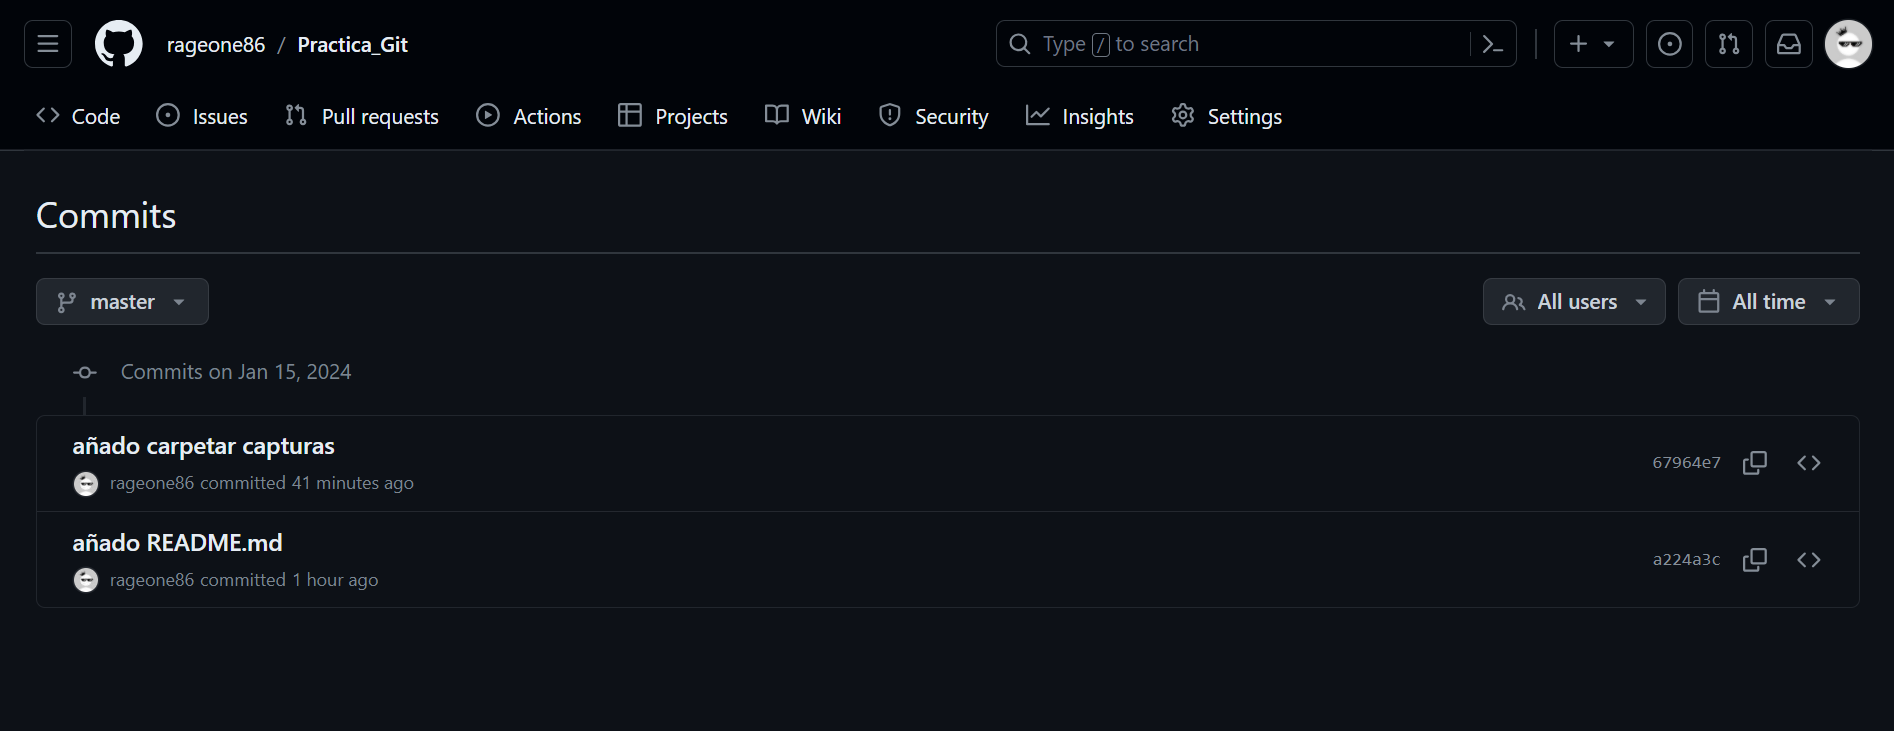 rageone86 / Practica_Git
Type / to search
Code Issues Pull requests Actions Projects Wiki Security Insights Settings
Commits
master
All users All time
Commits on Jan 15, 2024
añado carpetar capturas
rageone86 committed 41 minutes ago
67964e7
añado README.md
rageone86 committed 1 hour ago
a224a3c